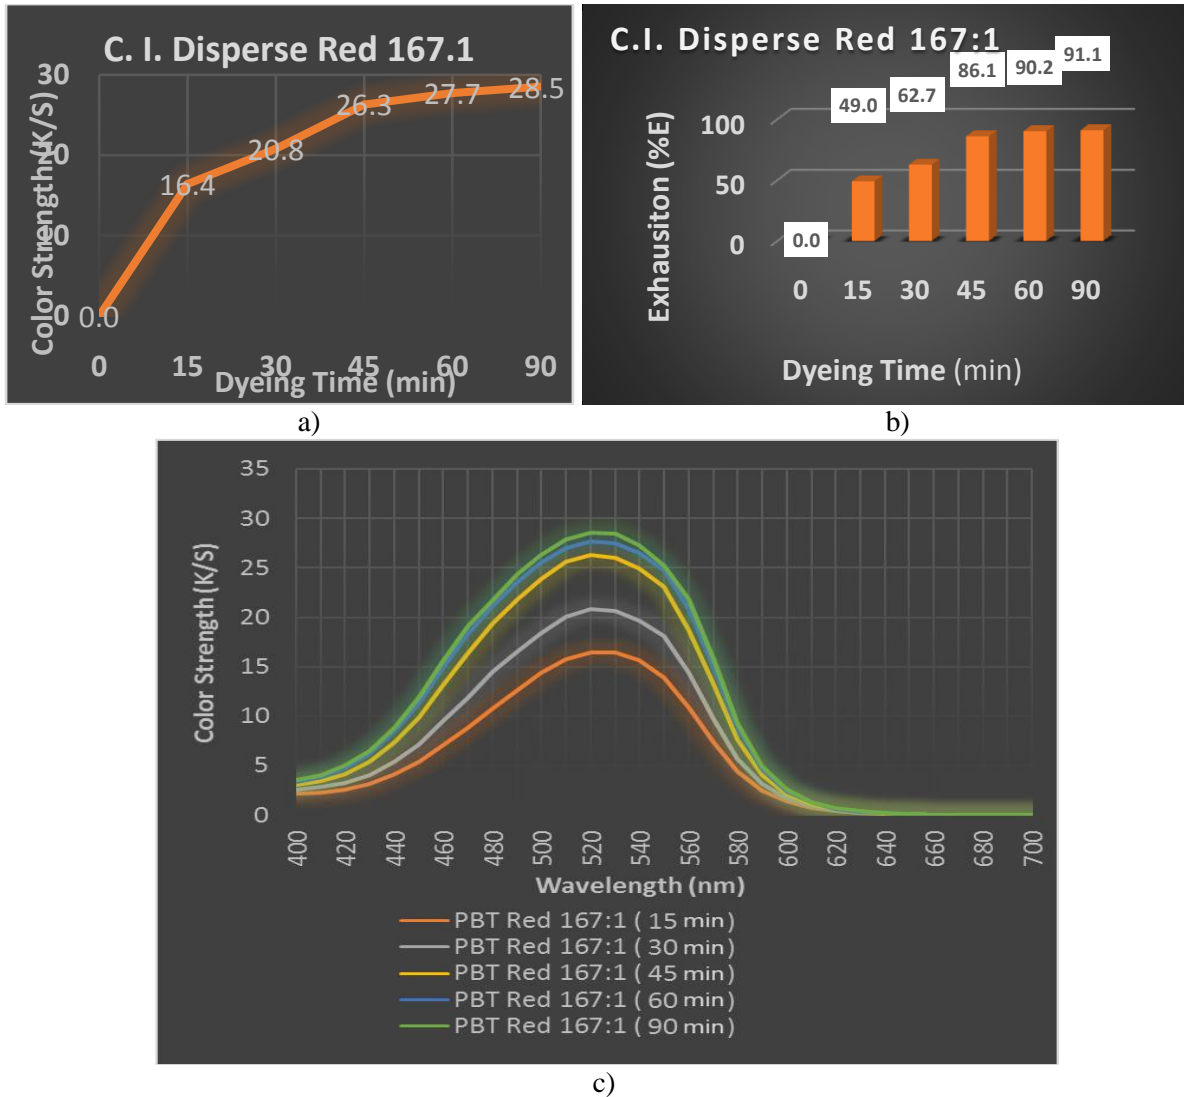 C. I. Disperse Red 167.1
30
20
10
0
Color Strength (K/S)
0.0
16.4
20.8
26.3
27.7
28.5
0 15 30 45 60 90
Dyeing Time (min)
a)
C.I. Disperse Red 167:1
0.0
49.0
62.7
86.1
90.2
91.1
100
50
0
Exhausiton (%E)
0 15 30 45 60 90
Dyeing Time (min)
b)
35
30
25
20
15
10
5
0
Color Strength (K/S)
400 420 440 460 480 500 520 540 560 580 600 620 640 660 680 700
Wavelength (nm)
PBT Red 167:1 ( 15 min)
PBT Red 167:1 ( 30 min)
PBT Red 167:1 ( 45 min)
PBT Red 167:1 ( 60 min)
PBT Red 167:1 ( 90 min)
c)